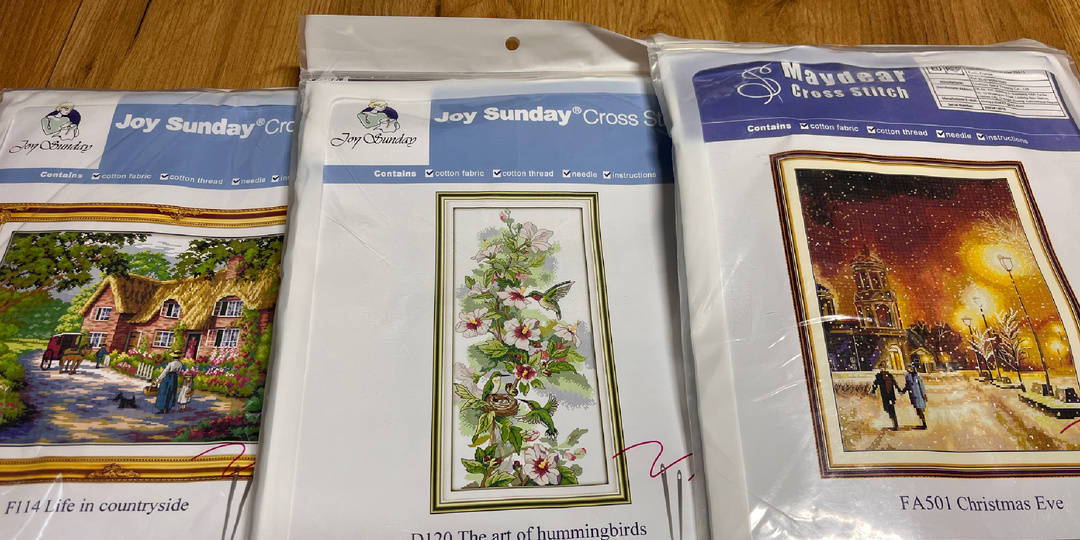 Joy Sunday
Joy Sunday®Cro
Contains cotton fabric cotton thread needle
F114 Life in countryside
Joy Sunday
Joy Sunday®Cross St
Contains cotton fabric cotton thread needle instructions
D120 The art of hummingbirds
Maydear
Cross Stitch
Contains cotton fabric cotton thread needle instructions
FA501 Christmas Eve